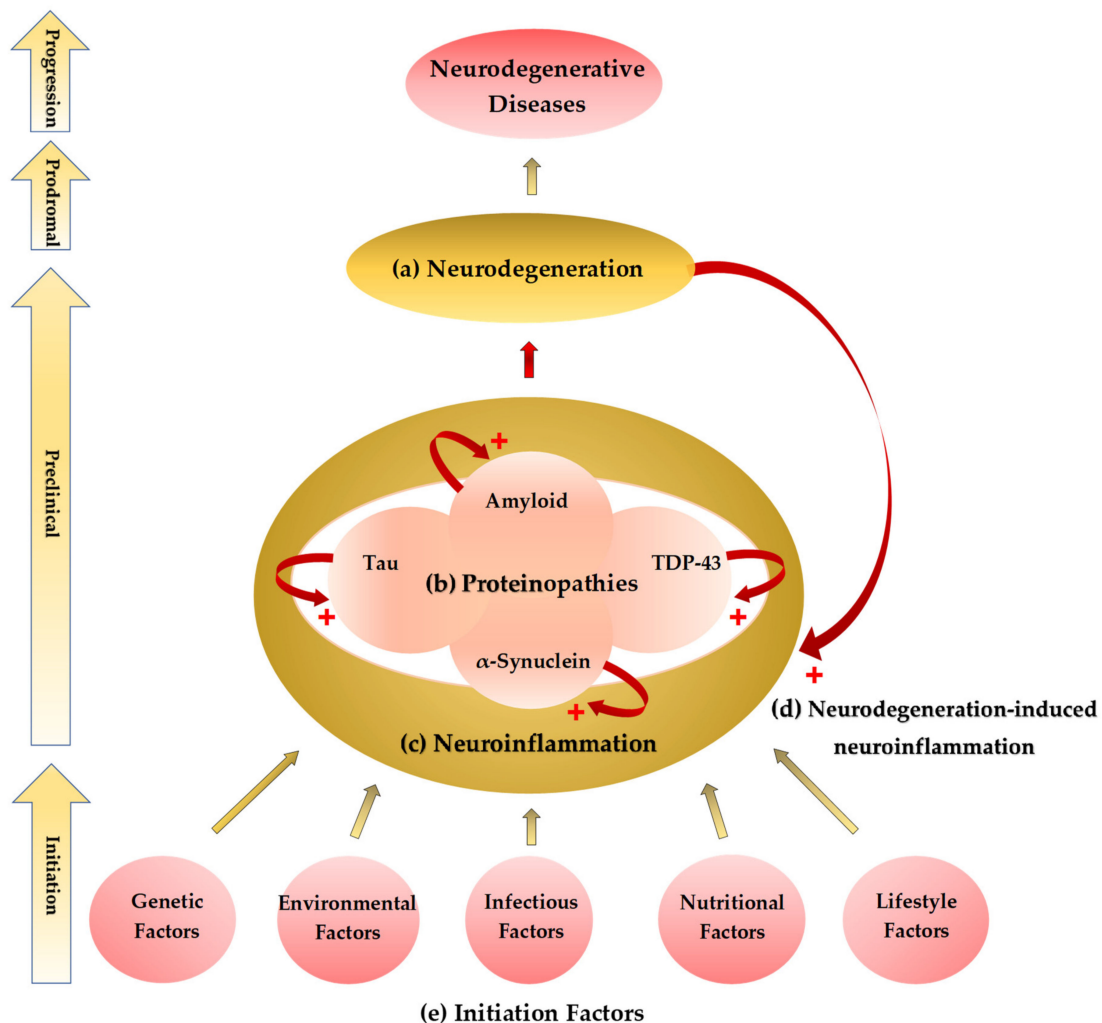 Progression
Prodromal
Preclinical
Initiation
Neurodegenerative
Diseases
(a) Neurodegeneration
+
Amyloid
Tau
TDP-43
(b) Proteinopathies
+
+
α-Synuclein
+
+
(c) Neuroinflammation
(d) Neurodegeneration-induced
neuroinflammation
Genetic
Factors
Environmental
Factors
Infectious
Factors
Nutritional
Factors
Lifestyle
Factors
(e) Initiation Factors